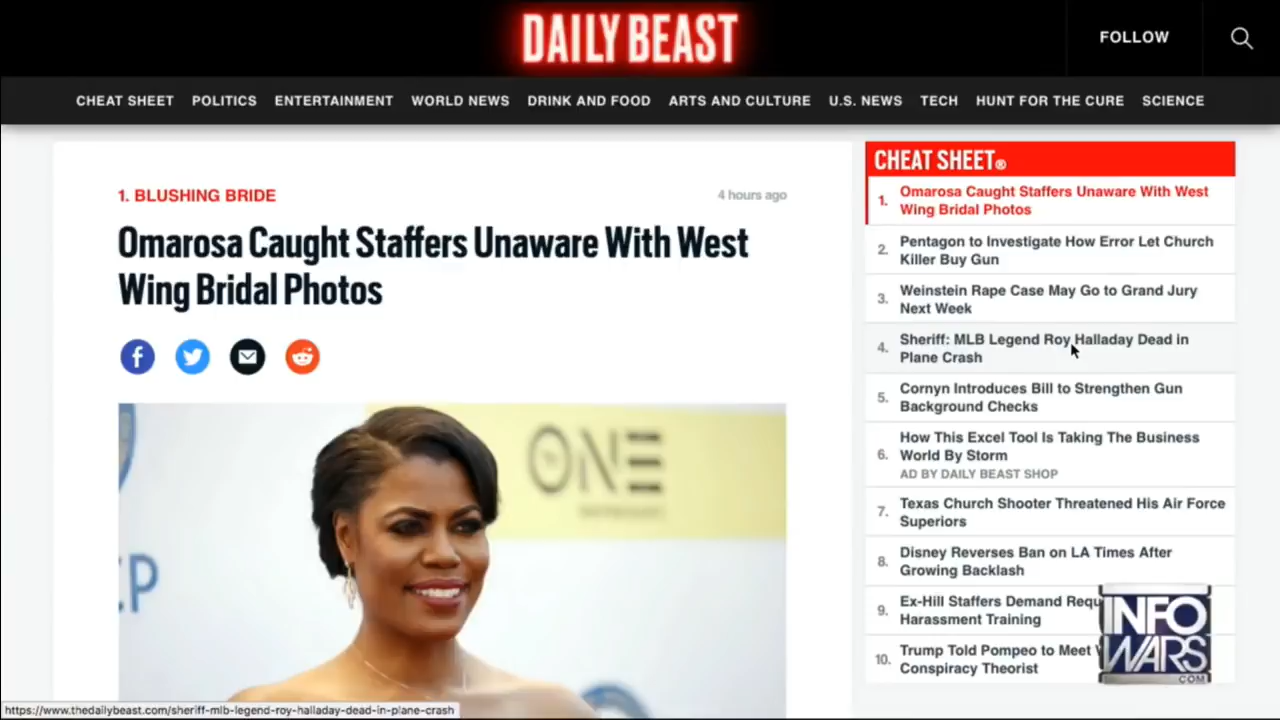 DAILY BEAST
FOLLOW
CHEAT SHEET POLITICS ENTERTAINMENT WORLD NEWS DRINK AND FOOD ARTS AND CULTURE U.S. NEWS TECH HUNT FOR THE CURE SCIENCE
1. BLUSHING BRIDE
4 hours ago
Omarosa Caught Staffers Unaware With West
Wing Bridal Photos
ONE
CP
CHEAT SHEET®
1. Omarosa Caught Staffers Unaware With West
Wing Bridal Photos
2. Pentagon to Investigate How Error Let Church
Killer Buy Gun
3. Weinstein Rape Case May Go to Grand Jury
Next Week
4. Sheriff: MLB Legend Roy Halladay Dead in
Plane Crash
5. Cornyn Introduces Bill to Strengthen Gun
Background Checks
6. How This Excel Tool Is Taking The Business
World By Storm
AD BY DAILY BEAST SHOP
7. Texas Church Shooter Threatened His Air Force
Superiors
8. Disney Reverses Ban on LA Times After
Growing Backlash
9. Ex-Hill Staffers Demand Requ
Harassment Training
10. Trump Told Pompeo to Meet
Conspiracy Theorist
INFO
WARS
.COM
https://www.thedailybeast.com/sheriff-mlb-legend-roy-halladay-dead-in-plane-crash